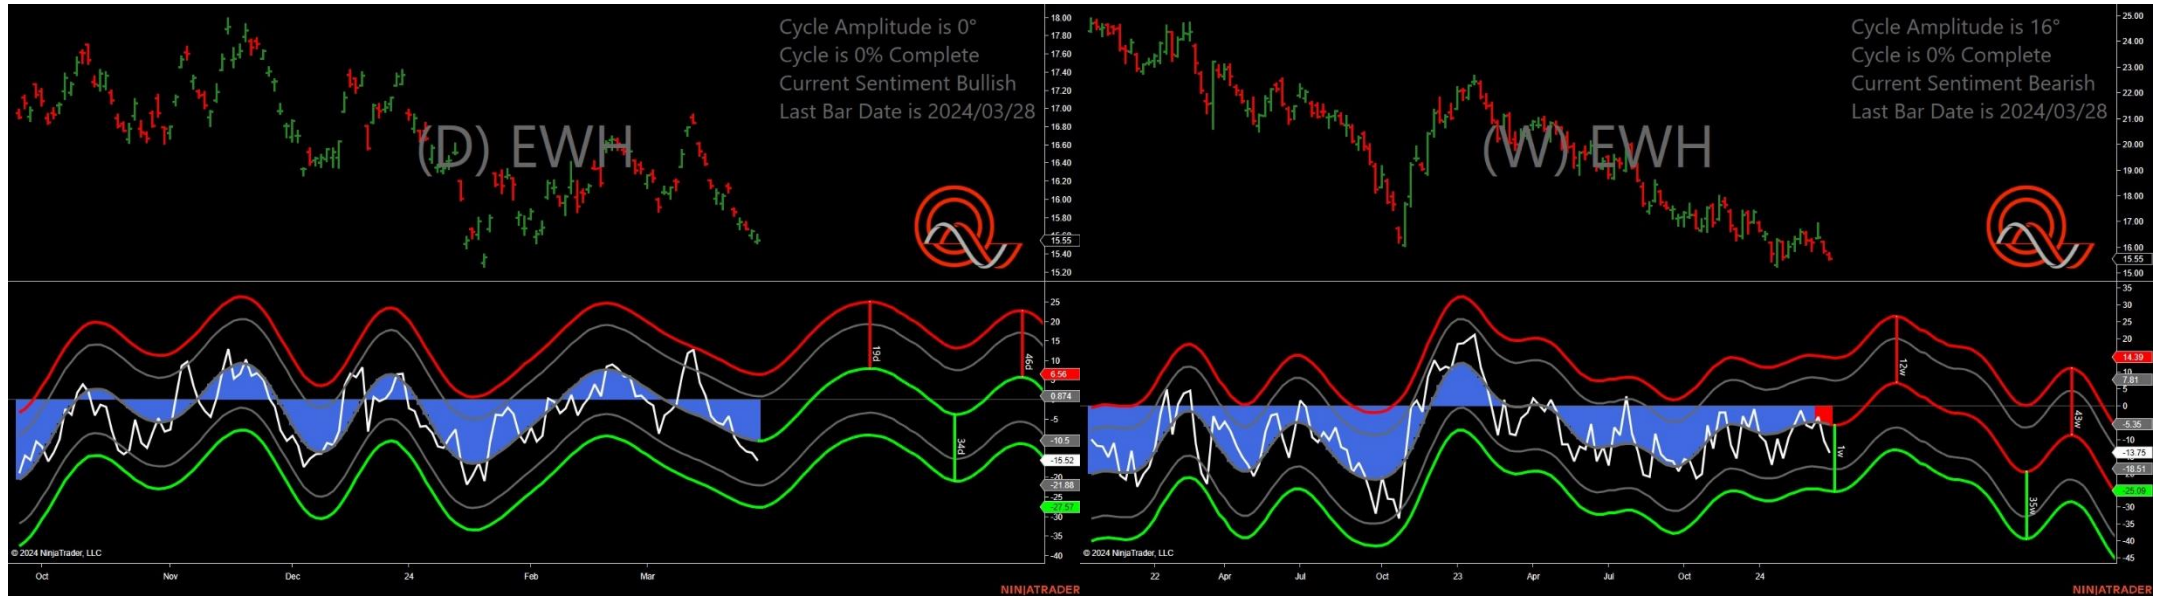 Cycle Amplitude is 0°
Cycle is 0% Complete
Current Sentiment Bullish
Last Bar Date is 2024/03/28
(D) EWH
18.00
17.80
17.60
17.40
17.20
17.00
16.80
16.60
16.40
16.20
16.00
15.80
15.60
15.55
15.40
15.20
25
20
15
10
6.56
5
0.874
-5
-10.5
-15.52
-20
-21.88
-25
-27.57
-30
-35
-40
19d
46d
34d
© 2024 NinjaTrader, LLC
Oct Nov Dec 24 Feb Mar
NINJATRADER
Cycle Amplitude is 16°
Cycle is 0% Complete
Current Sentiment Bearish
Last Bar Date is 2024/03/28
(W) EWH
25.00
24.00
23.00
22.00
21.00
20.00
19.00
18.00
17.00
16.00
15.55
15.00
35
30
25
20
14.39
10
7.81
5
0
-5.35
-10
-13.75
-18.51
-25.09
-30
-35
-40
-45
12w
43w
1w
35w
© 2024 NinjaTrader, LLC
22 Apr Jul Oct 23 Apr Jul Oct 24
NINJATRADER